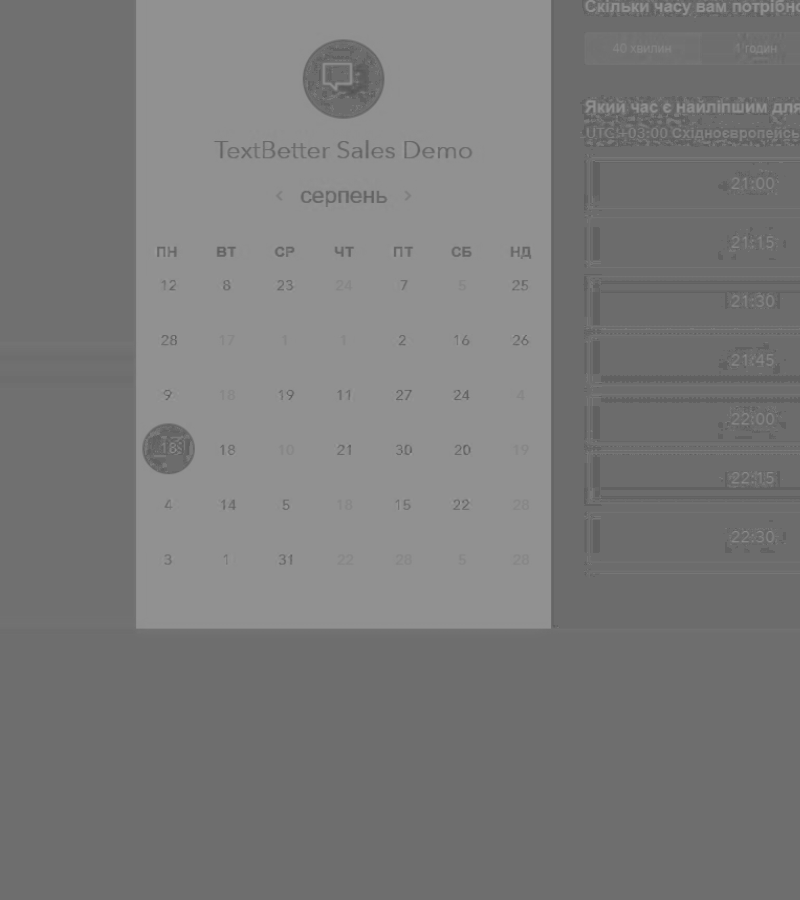 Скільки часу вам потрібно
40 хвилин 1 годин
TextBetter Sales Demo
‹ серпень ›
ПН ВТ СР ЧТ ПТ СБ НД
12 8 23 24 7 5 25
28 17 1 1 2 16 26
9 18 19 11 27 24 4
18 18 10 21 30 20 19
4 14 5 18 15 22 28
3 1 31 22 28 5 28
Який час є найліпшим для
UTC+03:00 Східноєвропейсь
21:00
21:15
21:30
21:45
22:00
22:15
22:30